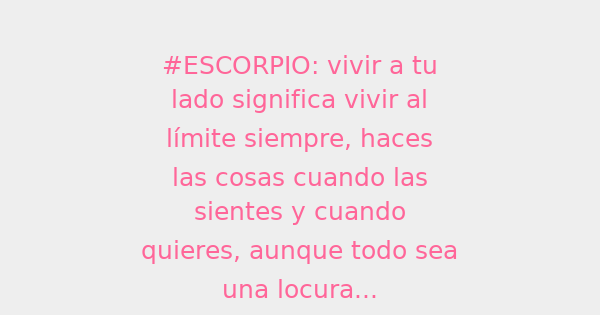 #ESCORPIO: vivir a tu
lado significa vivir al
límite siempre, haces
las cosas cuando las
sientes y cuando
quieres, aunque todo sea
una locura...